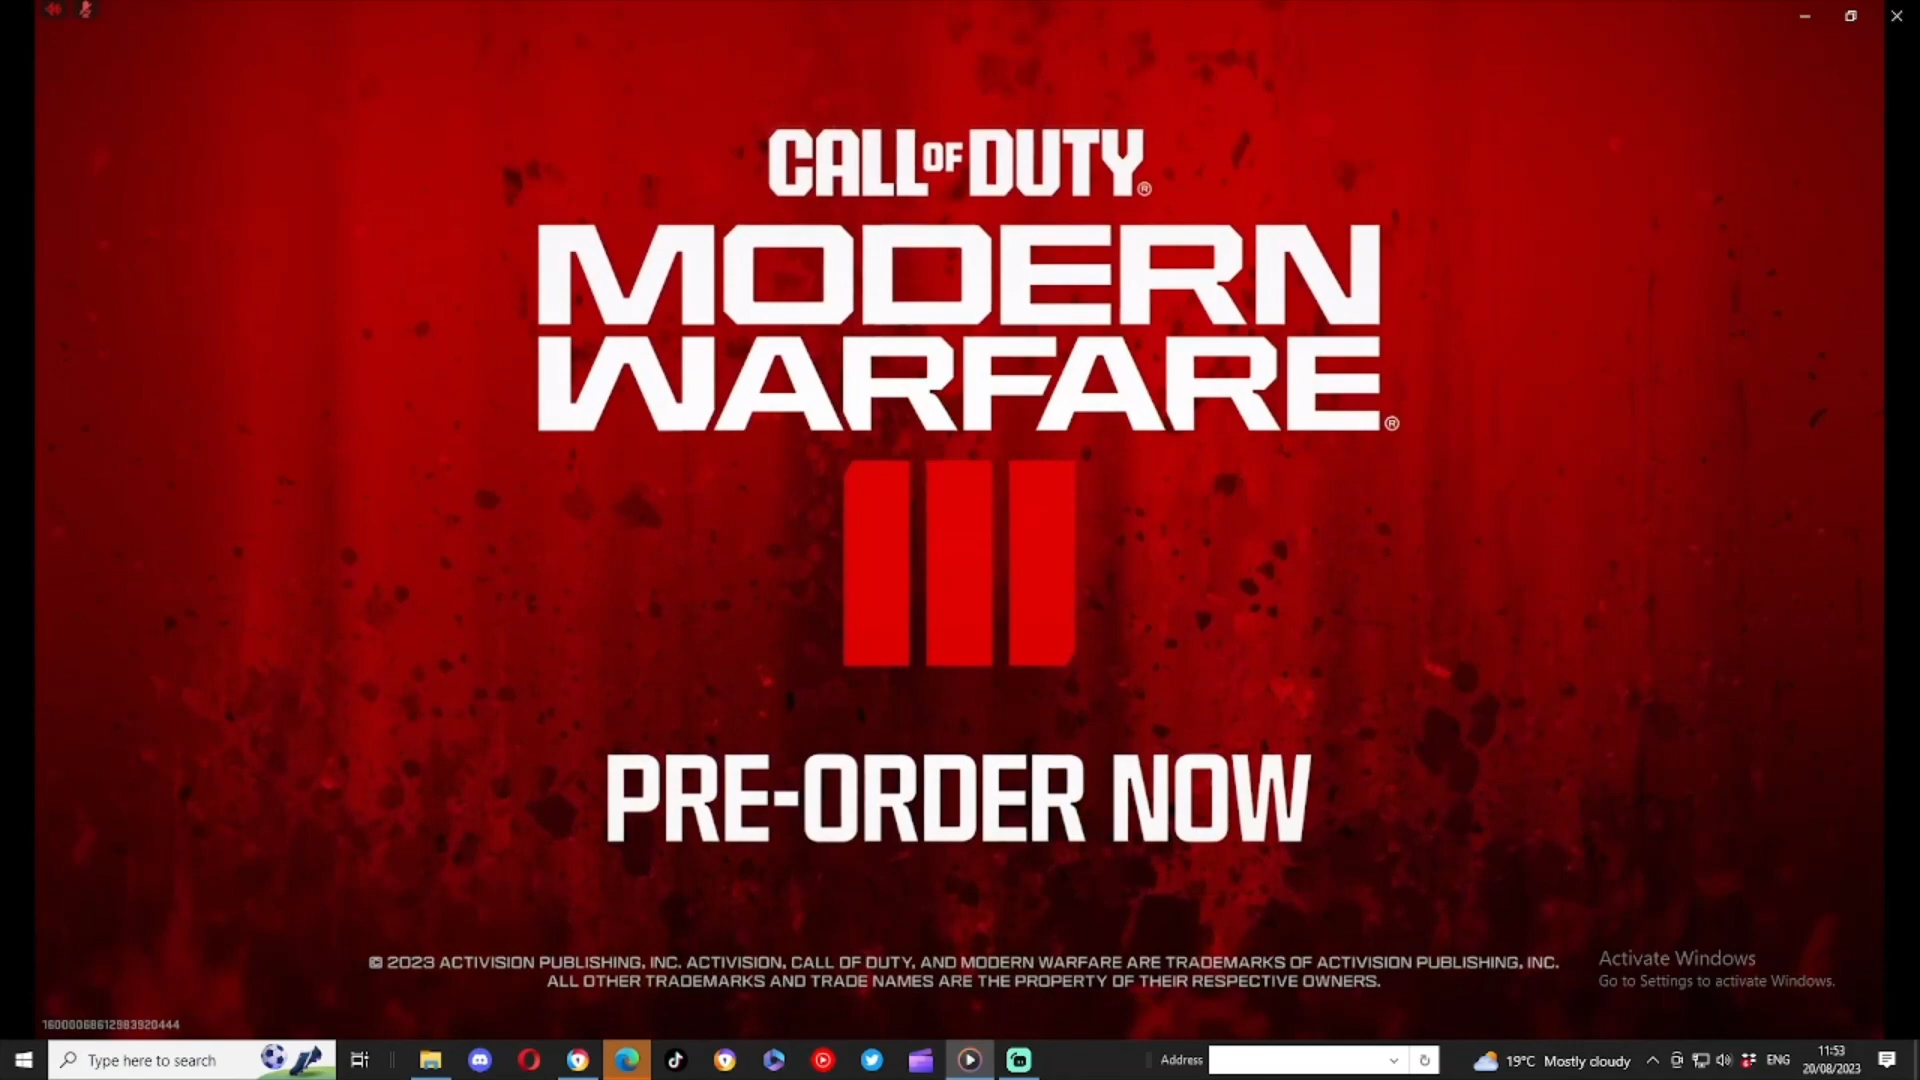 CALL OF DUTY®
MODERN
WARFARE®
III
PRE-ORDER NOW
© 2023 ACTIVISION PUBLISHING, INC. ACTIVISION, CALL OF DUTY, AND MODERN WARFARE ARE TRADEMARKS OF ACTIVISION PUBLISHING, INC.
ALL OTHER TRADEMARKS AND TRADE NAMES ARE THE PROPERTY OF THEIR RESPECTIVE OWNERS.
Activate Windows
Go to Settings to activate Windows.
16000068612983920444
Type here to search
Address
19°C Mostly cloudy
ENG
11:53
20/08/2023